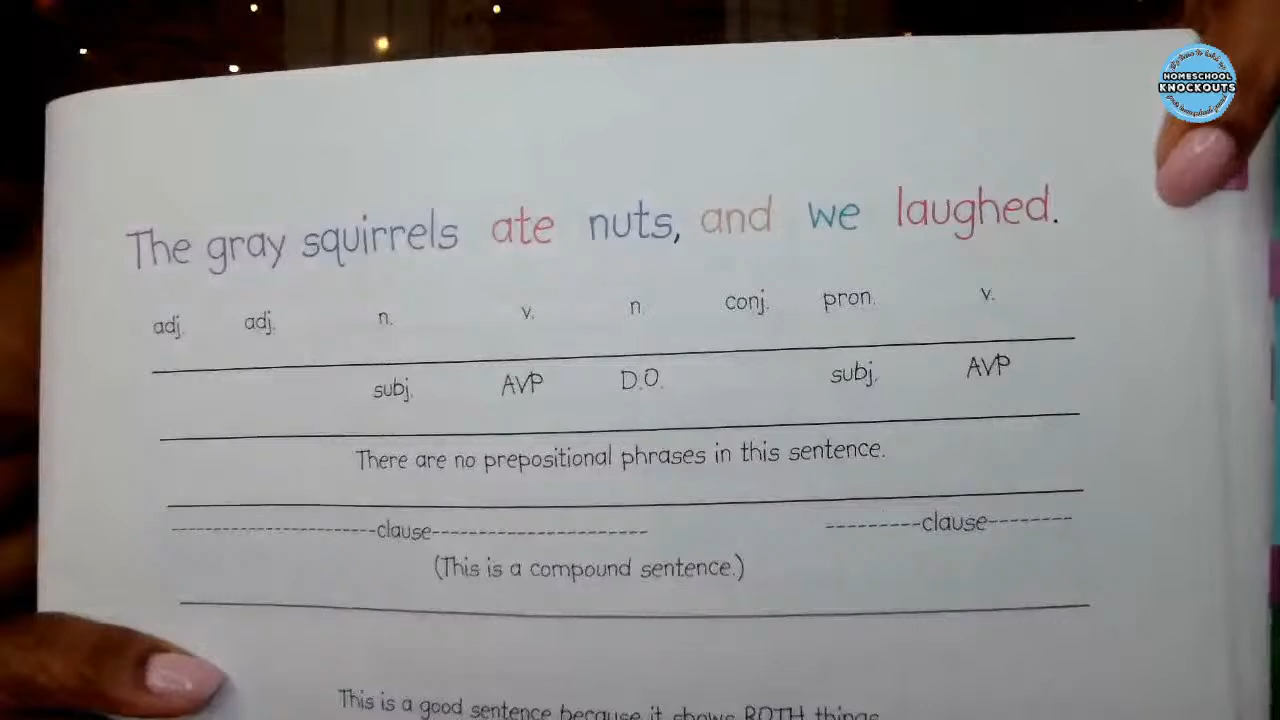 HOMESCHOOL
KNOCKOUTS
The gray squirrels ate nuts, and we laughed.
adj. adj. n. v. n. conj. pron. v.
subj. AVP D.O. subj. AVP
There are no prepositional phrases in this sentence.
-----------------------clause------------------------ ---------clause--------
(This is a compound sentence.)
This is a good sentence because it shows BOTH things